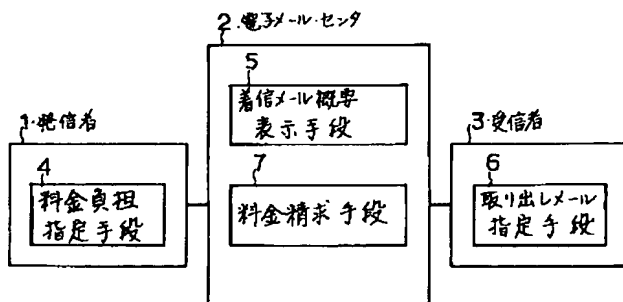 2.電子メール・センタ
5
着信メール概要
表示手段
1.発信者
4
料金負担
指定手段
7
料金請求手段
3.受信者
6
取り出しメール
指定手段